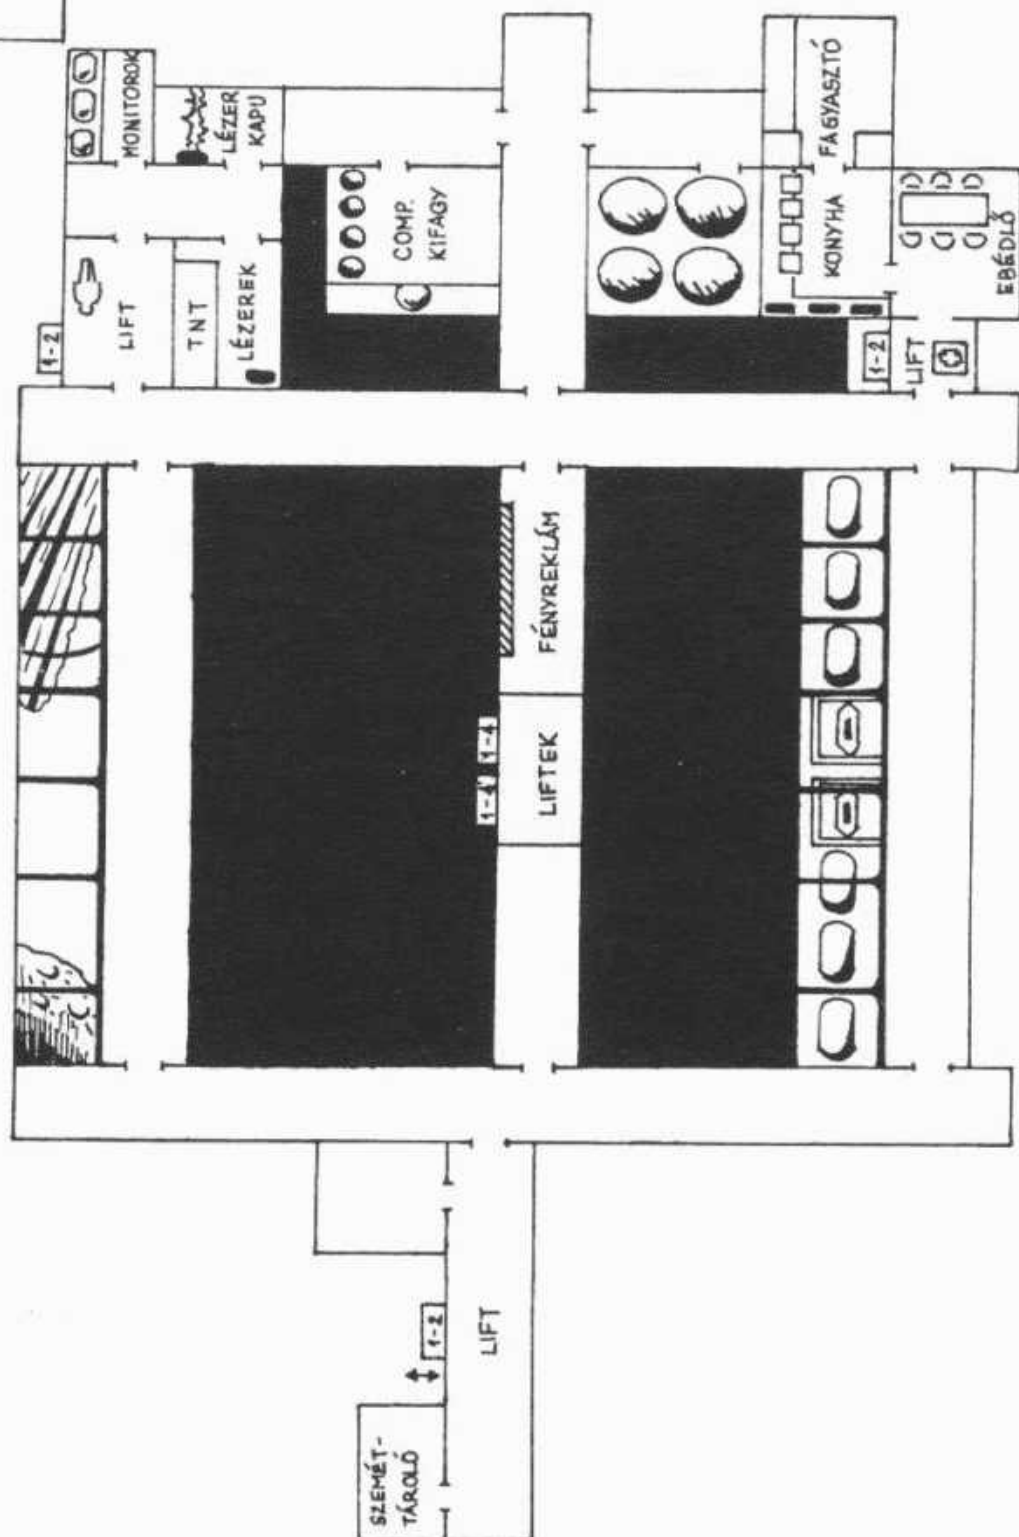 MONITOROK
LÉZER
KAPU
LIFT
1-2
TNT
LÉZEREK
COMP.
KIFAGY
FAGYASZTÓ
KONYHA
EBÉDLŐ
1-2
LIFT
FÉNYREKLÁM
1-4
1-4
LIFTEK
1-2
LIFT
SZEMÉT-
TÁROLÓ